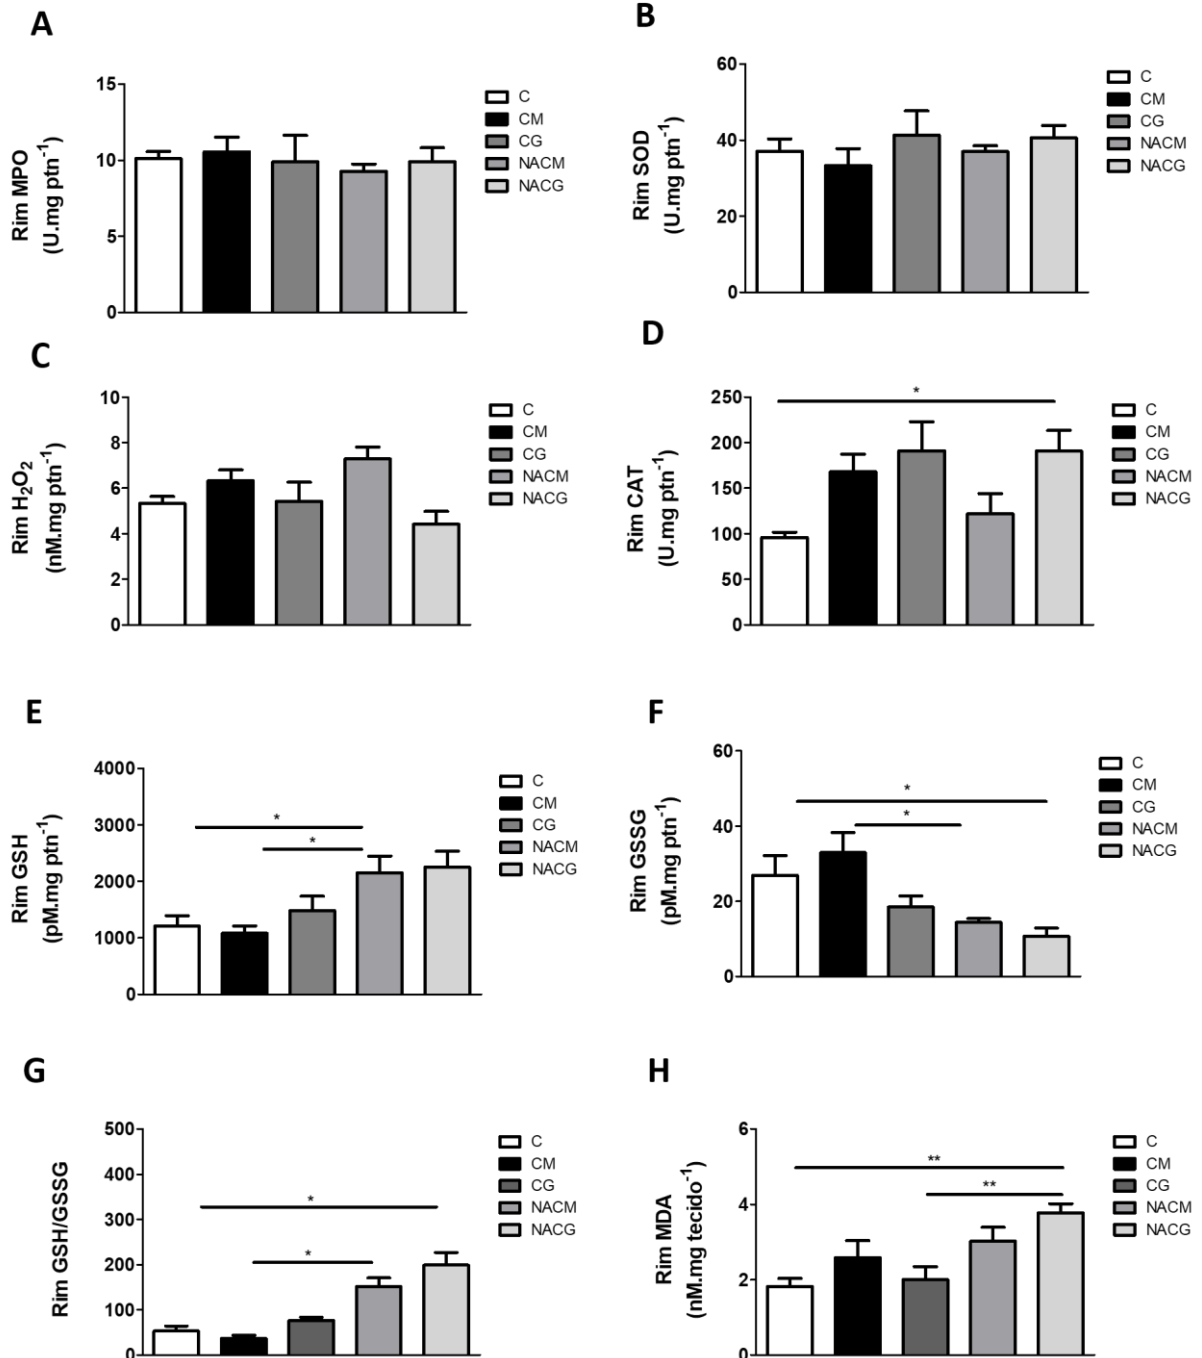 A
Rim MPO
(U.mg ptn⁻¹)
15
10
5
0
C
CM
CG
NACM
NACG
B
Rim SOD
(U.mg ptn⁻¹)
60
40
20
0
C
CM
CG
NACM
NACG
C
Rim H₂O₂
(nM.mg ptn⁻¹)
10
8
6
4
2
0
C
CM
CG
NACM
NACG
D
Rim CAT
(U.mg ptn⁻¹)
250
200
150
100
50
0
*
C
CM
CG
NACM
NACG
E
Rim GSH
(pM.mg ptn⁻¹)
4000
3000
2000
1000
0
*
*
C
CM
CG
NACM
NACG
F
Rim GSSG
(pM.mg ptn⁻¹)
60
40
20
0
*
*
C
CM
CG
NACM
NACG
G
Rim GSH/GSSG
500
400
300
200
100
0
*
*
C
CM
CG
NACM
NACG
H
Rim MDA
(nM.mg tecido⁻¹)
6
4
2
0
**
**
C
CM
CG
NACM
NACG